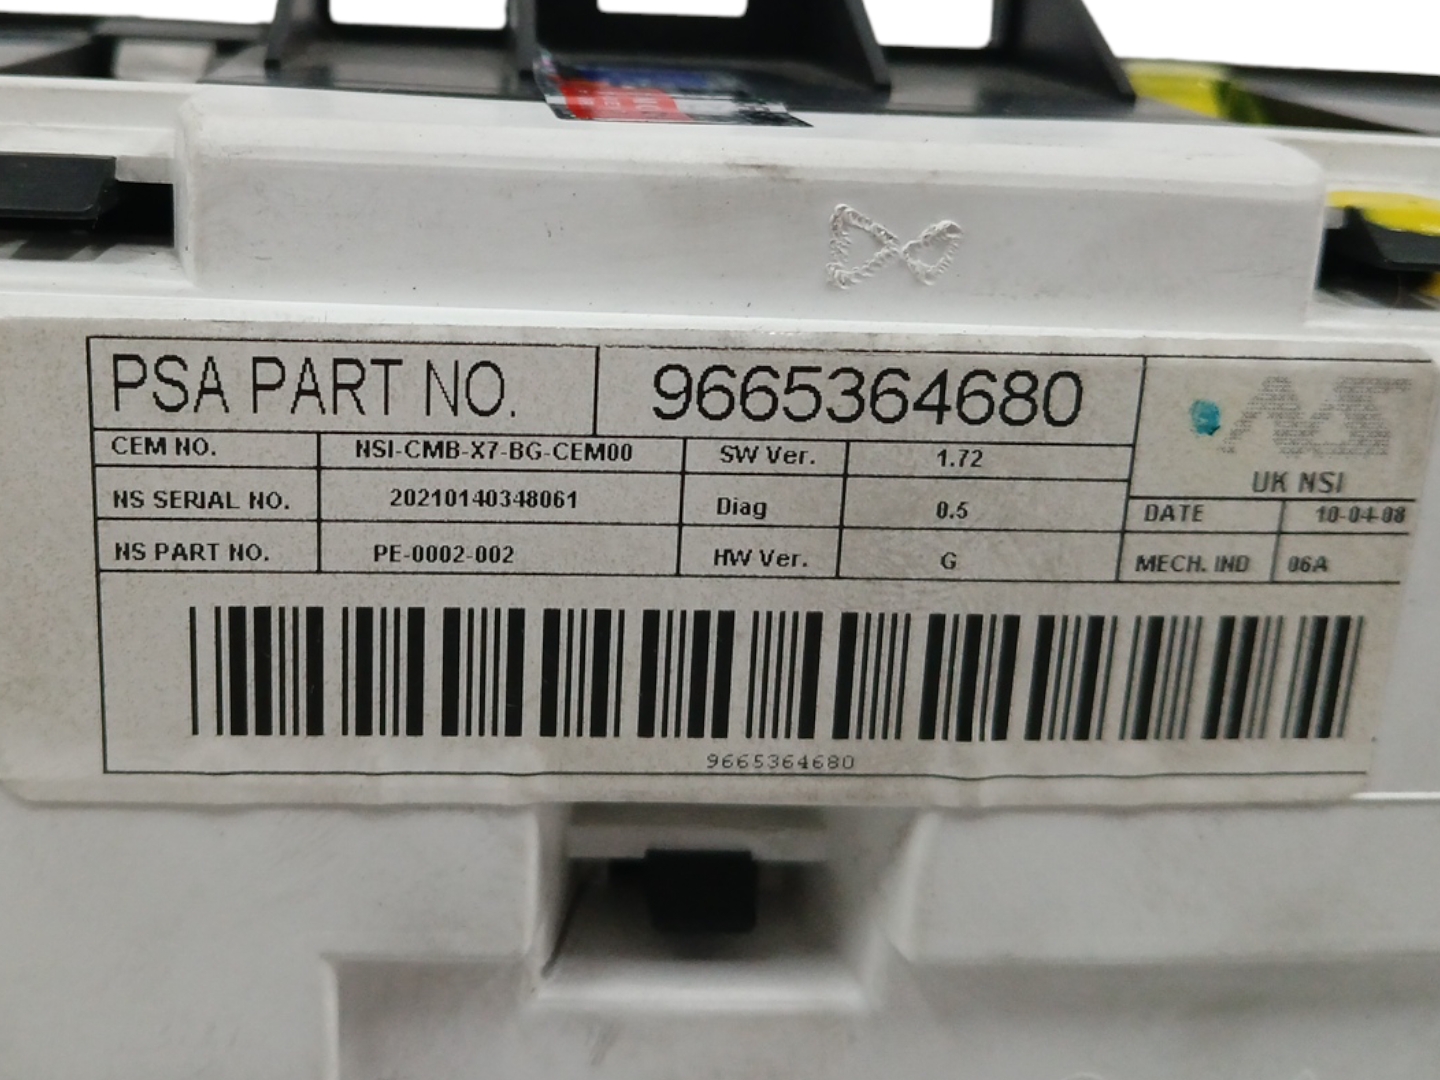 PSA PART NO. 9665364680
CEM NO. NSI-CMB-X7-BG-CEM00 SW Ver. 1.72
UK NSI
NS SERIAL NO. 20210140348061 Diag 0.5 DATE 10-04-08
NS PART NO. PE-0002-002 HW Ver. G MECH. IND 06A
9665364680